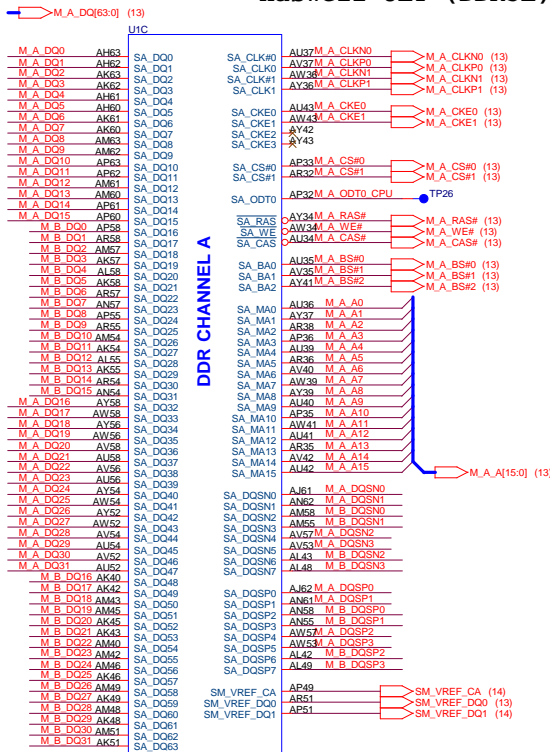 M_A_DQ[63:0] (13)
U1C
M_A_DQ0 AH63 SA_DQ0
M_A_DQ1 AH62 SA_DQ1
M_A_DQ2 AK63 SA_DQ2
M_A_DQ3 AK62 SA_DQ3
M_A_DQ4 AH61 SA_DQ4
M_A_DQ5 AH60 SA_DQ5
M_A_DQ6 AK61 SA_DQ6
M_A_DQ7 AK60 SA_DQ7
M_A_DQ8 AM63 SA_DQ8
M_A_DQ9 AM62 SA_DQ9
M_A_DQ10 AP63 SA_DQ10
M_A_DQ11 AP62 SA_DQ11
M_A_DQ12 AM61 SA_DQ12
M_A_DQ13 AM60 SA_DQ13
M_A_DQ14 AP61 SA_DQ14
M_A_DQ15 AP60 SA_DQ15
M_B_DQ0 AP58 SA_DQ16
M_B_DQ1 AR58 SA_DQ17
M_B_DQ2 AM57 SA_DQ18
M_B_DQ3 AK57 SA_DQ19
M_B_DQ4 AL58 SA_DQ20
M_B_DQ5 AK58 SA_DQ21
M_B_DQ6 AR57 SA_DQ22
M_B_DQ7 AN57 SA_DQ23
M_B_DQ8 AP55 SA_DQ24
M_B_DQ9 AR55 SA_DQ25
M_B_DQ10 AM54 SA_DQ26
M_B_DQ11 AK54 SA_DQ27
M_B_DQ12 AL55 SA_DQ28
M_B_DQ13 AK55 SA_DQ29
M_B_DQ14 AR54 SA_DQ30
M_B_DQ15 AN54 SA_DQ31
M_A_DQ16 AY58 SA_DQ32
M_A_DQ17 AW58 SA_DQ33
M_A_DQ18 AY56 SA_DQ34
M_A_DQ19 AW56 SA_DQ35
M_A_DQ20 AV58 SA_DQ36
M_A_DQ21 AU58 SA_DQ37
M_A_DQ22 AV56 SA_DQ38
M_A_DQ23 AU56 SA_DQ39
M_A_DQ24 AY54 SA_DQ40
M_A_DQ25 AW54 SA_DQ41
M_A_DQ26 AY52 SA_DQ42
M_A_DQ27 AW52 SA_DQ43
M_A_DQ28 AV54 SA_DQ44
M_A_DQ29 AU54 SA_DQ45
M_A_DQ30 AV52 SA_DQ46
M_A_DQ31 AU52 SA_DQ47
M_B_DQ16 AK40 SA_DQ48
M_B_DQ17 AK42 SA_DQ49
M_B_DQ18 AM43 SA_DQ50
M_B_DQ19 AM45 SA_DQ51
M_B_DQ20 AK45 SA_DQ52
M_B_DQ21 AK43 SA_DQ53
M_B_DQ22 AM40 SA_DQ54
M_B_DQ23 AM42 SA_DQ55
M_B_DQ24 AM46 SA_DQ56
M_B_DQ25 AK46 SA_DQ57
M_B_DQ26 AM49 SA_DQ58
M_B_DQ27 AK49 SA_DQ59
M_B_DQ28 AM48 SA_DQ60
M_B_DQ29 AK48 SA_DQ61
M_B_DQ30 AM51 SA_DQ62
M_B_DQ31 AK51 SA_DQ63
DDR CHANNEL A
SA_CLK#0 AU37 M_A_CLKN0 M_A_CLKN0 (13)
SA_CLK0 AV37 M_A_CLKP0 M_A_CLKP0 (13)
SA_CLK#1 AW36 M_A_CLKN1 M_A_CLKN1 (13)
SA_CLK1 AY36 M_A_CLKP1 M_A_CLKP1 (13)
SA_CKE0 AU43 M_A_CKE0 M_A_CKE0 (13)
SA_CKE1 AW43 M_A_CKE1 M_A_CKE1 (13)
SA_CKE2 AY42
SA_CKE3 AY43
SA_CS#0 AP33 M_A_CS#0 M_A_CS#0 (13)
SA_CS#1 AR32 M_A_CS#1 M_A_CS#1 (13)
SA_ODT0 AP32 M_A_ODT0_CPU TP26
SA_RAS AY34 M_A_RAS# M_A_RAS# (13)
SA_WE AW34 M_A_WE# M_A_WE# (13)
SA_CAS AU34 M_A_CAS# M_A_CAS# (13)
SA_BA0 AU35 M_A_BS#0 M_A_BS#0 (13)
SA_BA1 AV35 M_A_BS#1 M_A_BS#1 (13)
SA_BA2 AY41 M_A_BS#2 M_A_BS#2 (13)
SA_MA0 AU36 M_A_A0
SA_MA1 AY37 M_A_A1
SA_MA2 AR38 M_A_A2
SA_MA3 AP36 M_A_A3
SA_MA4 AU39 M_A_A4
SA_MA5 AR36 M_A_A5
SA_MA6 AV40 M_A_A6
SA_MA7 AW39 M_A_A7
SA_MA8 AY39 M_A_A8
SA_MA9 AU40 M_A_A9
SA_MA10 AP35 M_A_A10
SA_MA11 AW41 M_A_A11
SA_MA12 AU41 M_A_A12
SA_MA13 AR35 M_A_A13
SA_MA14 AV42 M_A_A14
SA_MA15 AU42 M_A_A15
M_A_A[15:0] (13)
SA_DQSN0 AJ61 M_A_DQSN0
SA_DQSN1 AN62 M_A_DQSN1
SA_DQSN2 AM58 M_B_DQSN0
SA_DQSN3 AM55 M_B_DQSN1
SA_DQSN4 AV57 M_A_DQSN2
SA_DQSN5 AV53 M_A_DQSN3
SA_DQSN6 AL43 M_B_DQSN2
SA_DQSN7 AL48 M_B_DQSN3
SA_DQSP0 AJ62 M_A_DQSP0
SA_DQSP1 AN61 M_A_DQSP1
SA_DQSP2 AN58 M_B_DQSP0
SA_DQSP3 AN55 M_B_DQSP1
SA_DQSP4 AW57 M_A_DQSP2
SA_DQSP5 AW53 M_A_DQSP3
SA_DQSP6 AL42 M_B_DQSP2
SA_DQSP7 AL49 M_B_DQSP3
SM_VREF_CA AP49 SM_VREF_CA (14)
SM_VREF_DQ0 AR51 SM_VREF_DQ0 (13)
SM_VREF_DQ1 AP51 SM_VREF_DQ1 (14)